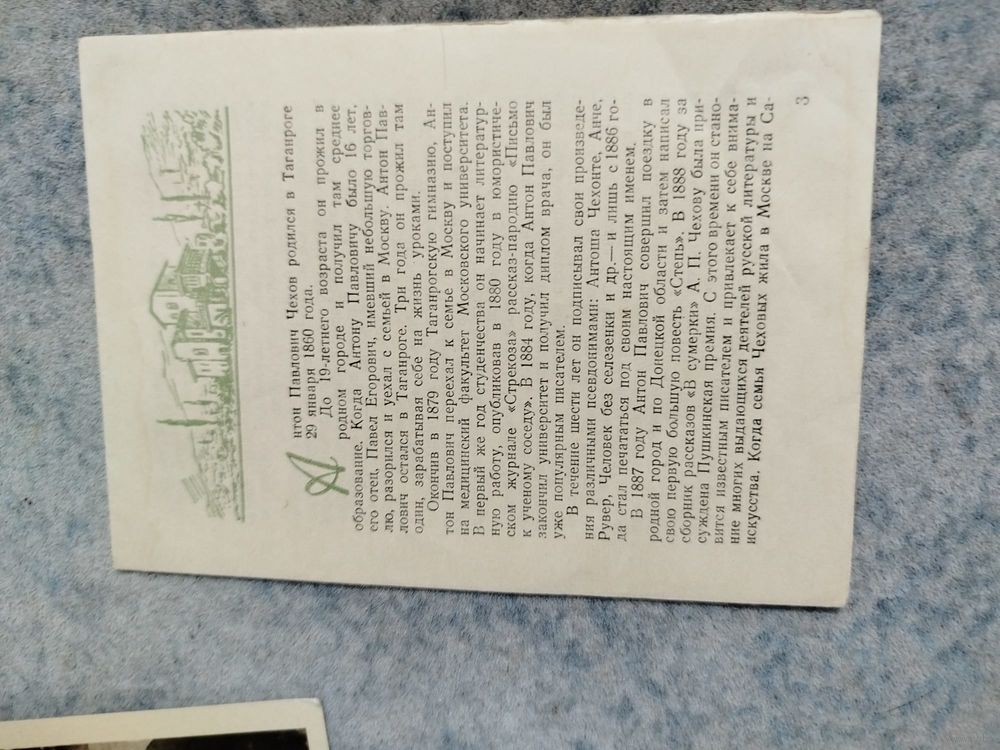 Антон Павлович Чехов родился в Таганроге
29 января 1860 года.
До 19-летнего возраста он прожил в
родном городе и получил там среднее
образование. Когда Антону Павловичу было 16 лет,
его отец, Павел Егорович, имевший небольшую торгов-
лю, разорился и уехал с семьей в Москву. Антон Пав-
лович остался в Таганроге. Три года он прожил там
один, зарабатывая себе на жизнь уроками.
Окончив в 1879 году Таганрогскую гимназию, Ан-
тон Павлович переехал к семье в Москву и поступил
на медицинский факультет Московского университета.
В первый же год студенчества он начинает литератур-
ную работу, опубликовав в 1880 году в юмористиче-
ском журнале «Стрекоза» рассказ-пародию «Письмо
к ученому соседу». В 1884 году, когда Антон Павлович
закончил университет и получил диплом врача, он был
уже популярным писателем.
В течение шести лет он подписывал свои произведе-
ния различными псевдонимами: Антоша Чехонте, Анче,
Рувер, Человек без селезенки и др.— и лишь с 1886 го-
да стал печататься под своим настоящим именем.
В 1887 году Антон Павлович совершил поездку в
родной город и по Донецкой области и затем написал
свою первую большую повесть «Степь». В 1888 году за
сборник рассказов «В сумерки» А. П. Чехову была при-
суждена Пушкинская премия. С этого времени он стано-
вится известным писателем и привлекает к себе внима-
ние многих выдающихся деятелей русской литературы и
искусства. Когда семья Чеховых жила в Москве на Са-
3